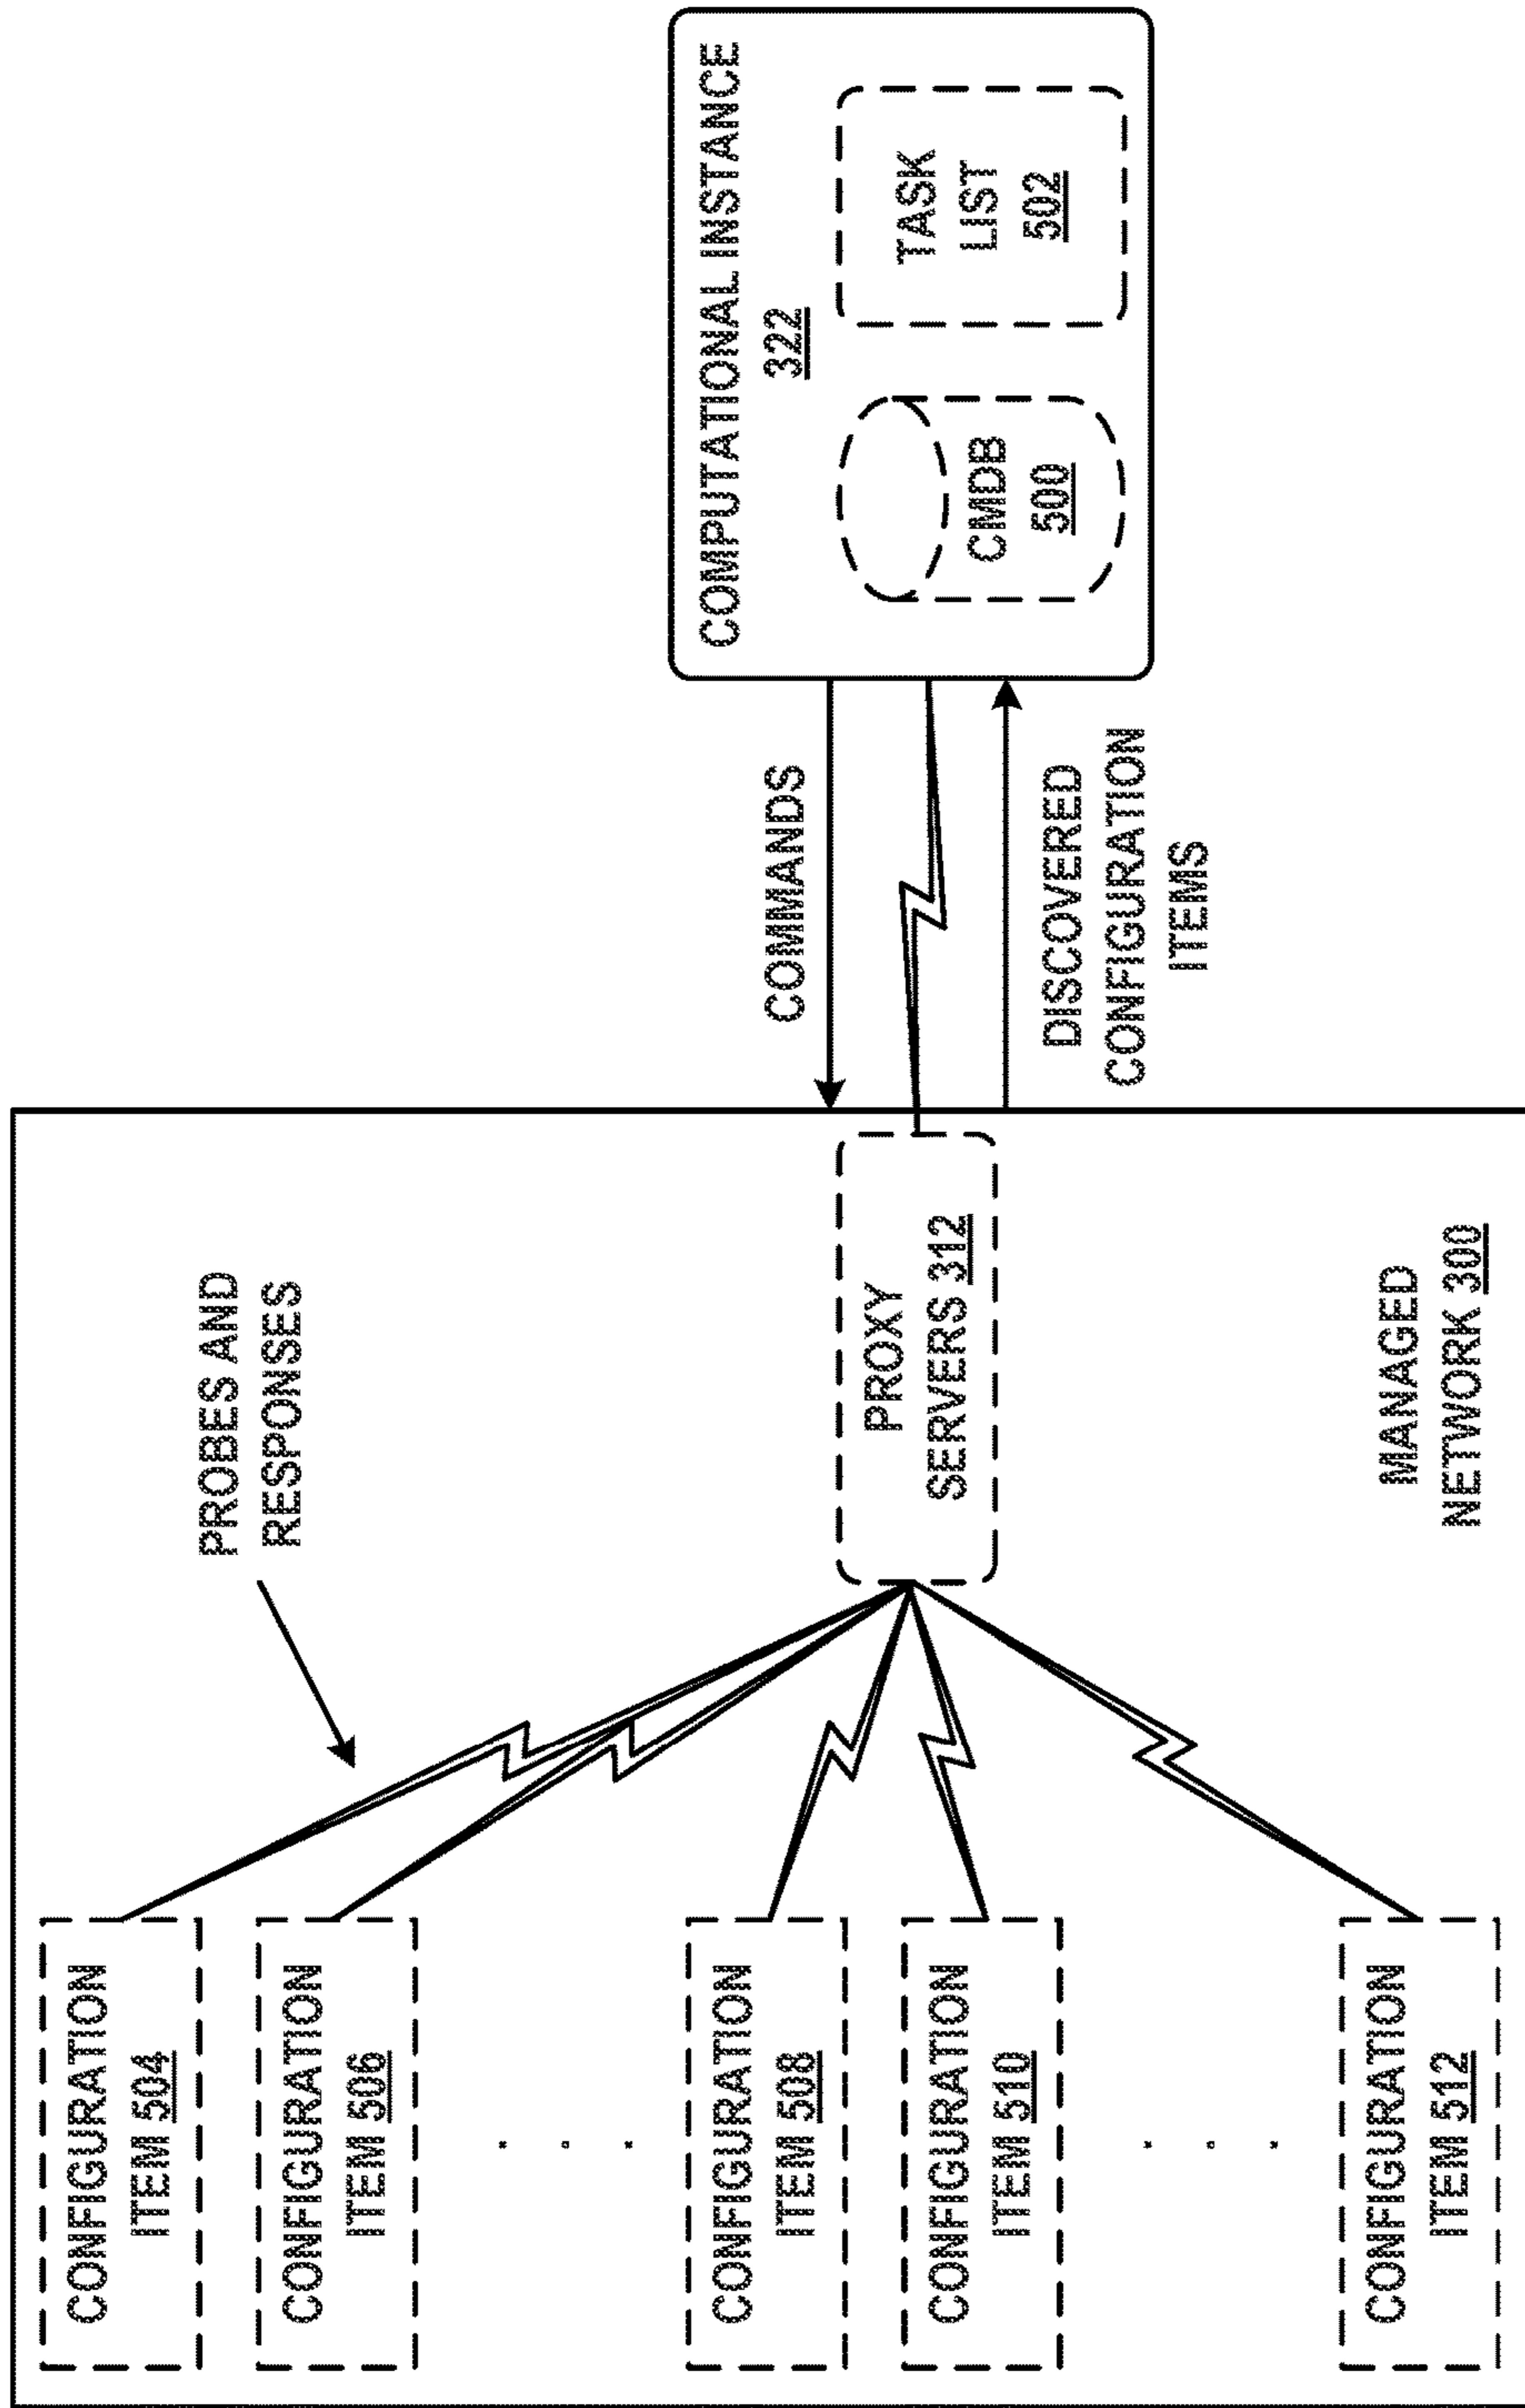 COMPUTATIONAL INSTANCE
322
CMDB
500
TASK
LIST
502
COMMANDS
DISCOVERED
CONFIGURATION
ITEMS
PROBES AND
RESPONSES
PROXY
SERVERS 312
MANAGED
NETWORK 300
CONFIGURATION
ITEM 504
CONFIGURATION
ITEM 506
CONFIGURATION
ITEM 508
CONFIGURATION
ITEM 510
CONFIGURATION
ITEM 512